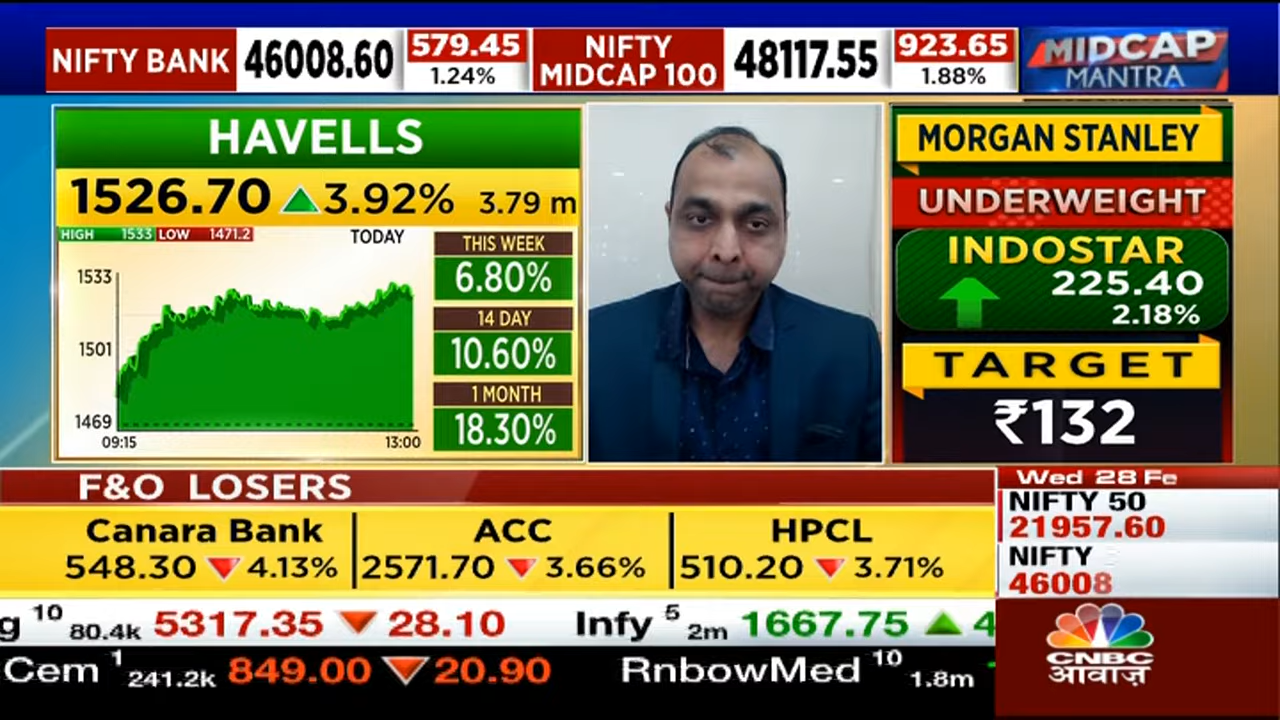 NIFTY BANK 46008.60 579.45 1.24%
NIFTY MIDCAP 100 48117.55 923.65 1.88%
MIDCAP MANTRA
HAVELLS
1526.70 3.92% 3.79 m
HIGH 1533 LOW 1471.2 TODAY
1533
1501
1469
09:15 13:00
THIS WEEK
6.80%
14 DAY
10.60%
1 MONTH
18.30%
MORGAN STANLEY
UNDERWEIGHT
INDOSTAR
225.40
2.18%
TARGET
₹132
F&O LOSERS
Canara Bank ACC HPCL
548.30 4.13% 2571.70 3.66% 510.20 3.71%
Wed 28 Fe
NIFTY 50
21957.60
NIFTY
46008
g 10 80.4k 5317.35 28.10 Infy 5 2m 1667.75 4
Cem 1 241.2k 849.00 20.90 RnbowMed 10 1.8m
CNBC
आवाज़